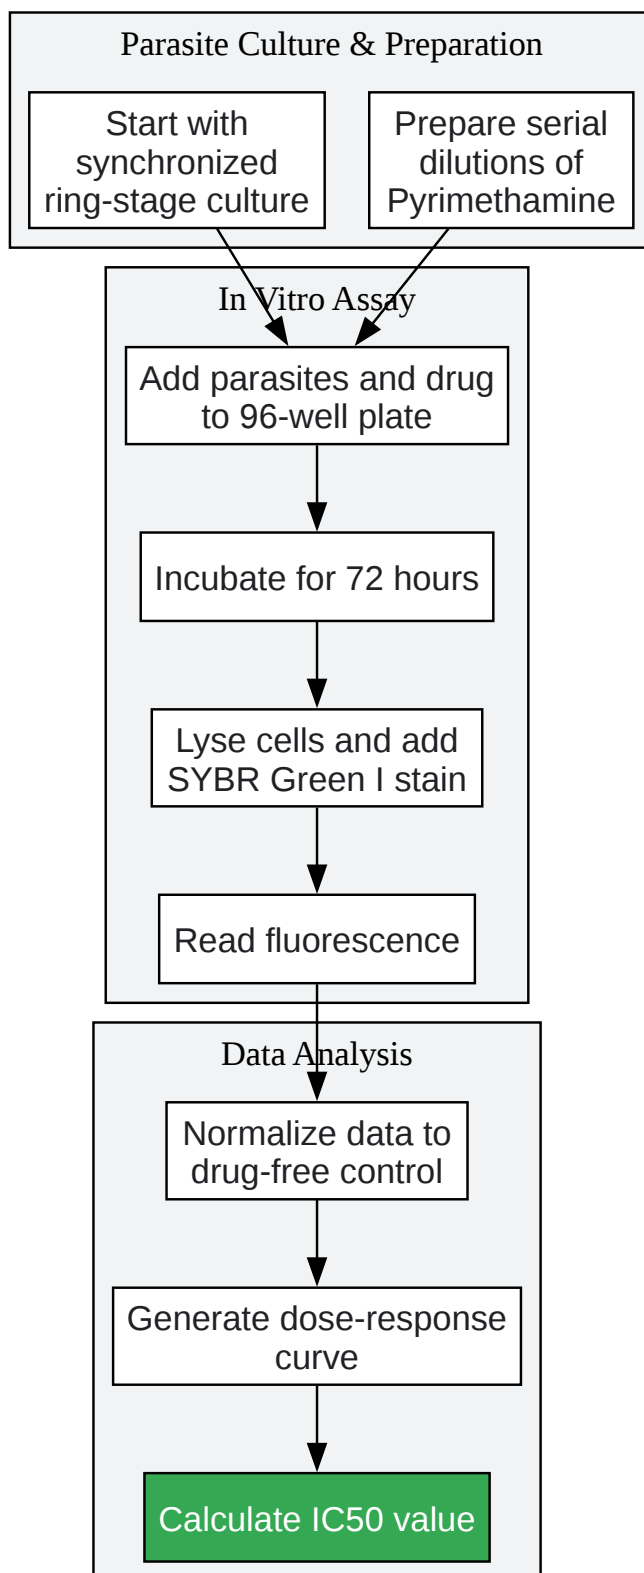 Parasite Culture & Preparation
Start with
synchronized
ring-stage culture
Prepare serial
dilutions of
Pyrimethamine
In Vitro Assay
Add parasites and drug
to 96-well plate
Incubate for 72 hours
Lyse cells and add
SYBR Green I stain
Read fluorescence
Data Analysis
Normalize data to
drug-free control
Generate dose-response
curve
Calculate IC50 value